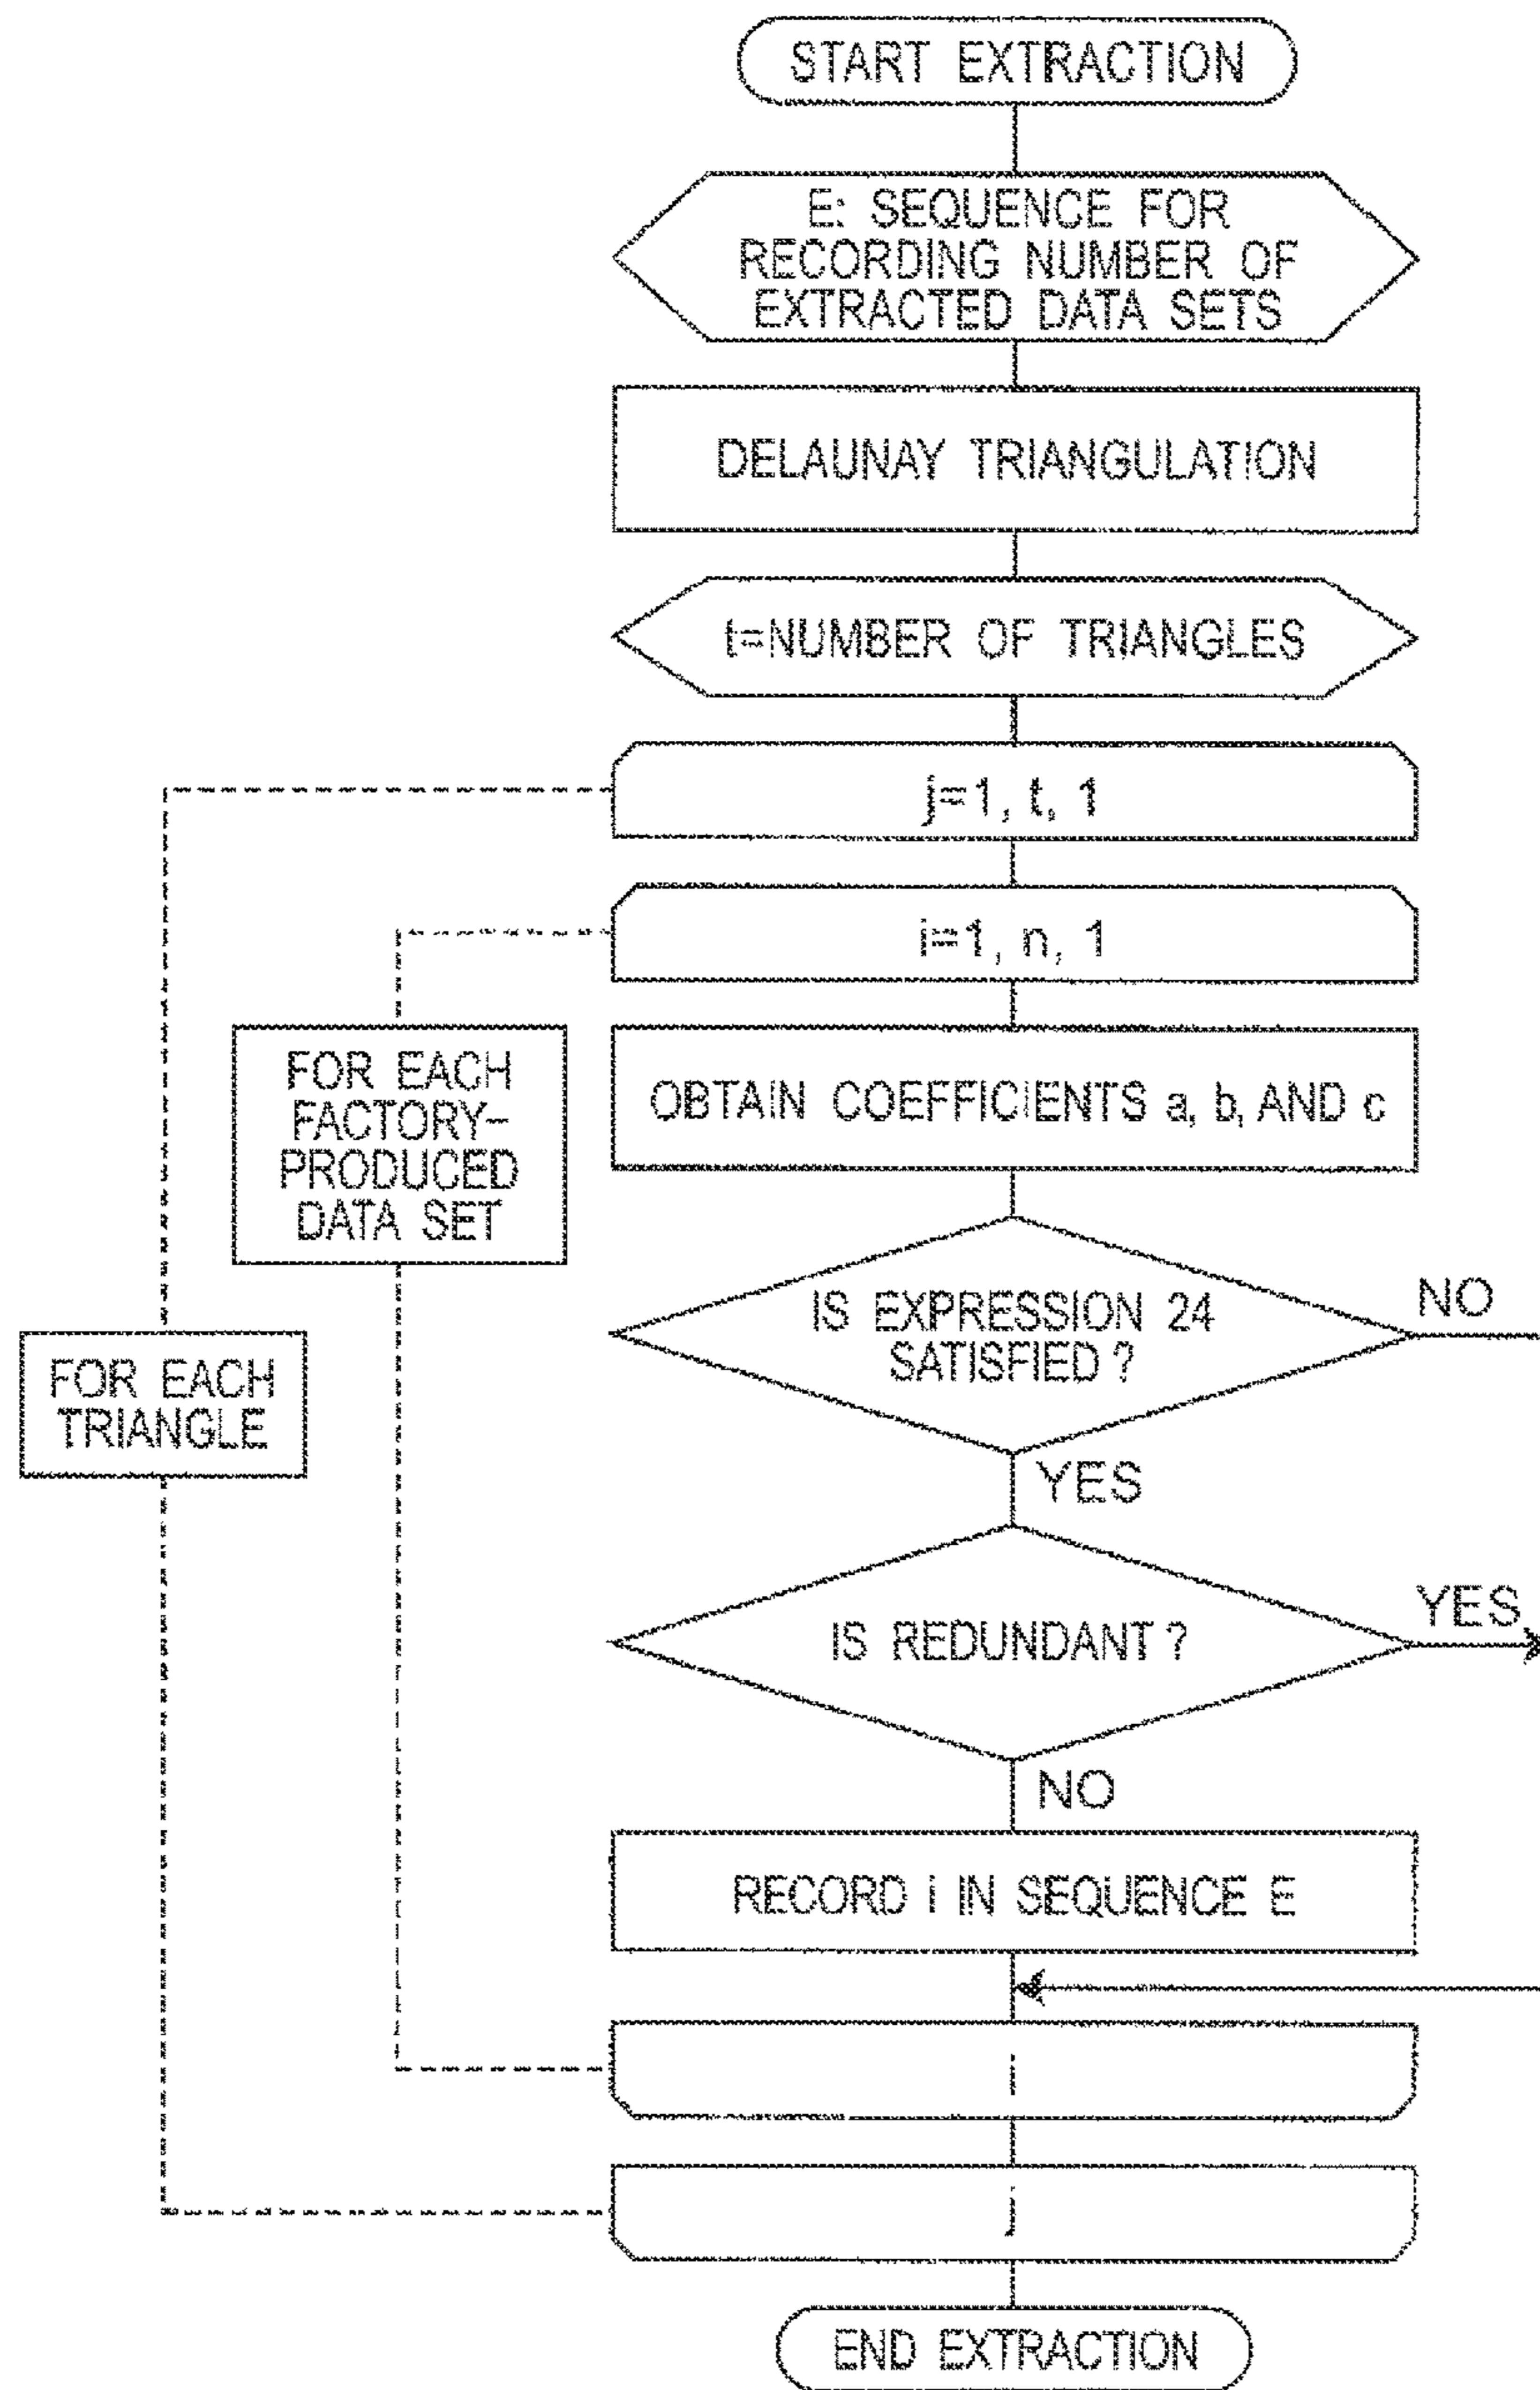 START EXTRACTION
E: SEQUENCE FOR
RECORDING NUMBER OF
EXTRACTED DATA SETS
DELAUNAY TRIANGULATION
t=NUMBER OF TRIANGLES
j=1, t, 1
i=1, n, 1
FOR EACH
FACTORY-
PRODUCED
DATA SET
OBTAIN COEFFICIENTS a, b, AND c
IS EXPRESSION 24
SATISFIED ?
NO
FOR EACH
TRIANGLE
YES
IS REDUNDANT ?
YES
NO
RECORD i IN SEQUENCE E
i
j
END EXTRACTION